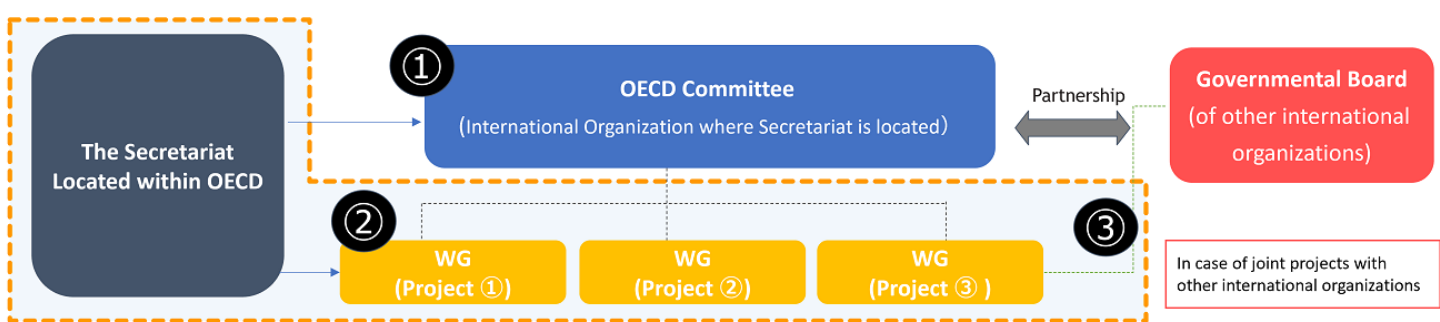 The Secretariat
Located within OECD
①
OECD Committee
(International Organization where Secretariat is located）
Partnership
Governmental Board
(of other international
organizations)
②
WG
(Project ①)
WG
(Project ②)
WG
(Project ③ )
③
In case of joint projects with
other international organizations